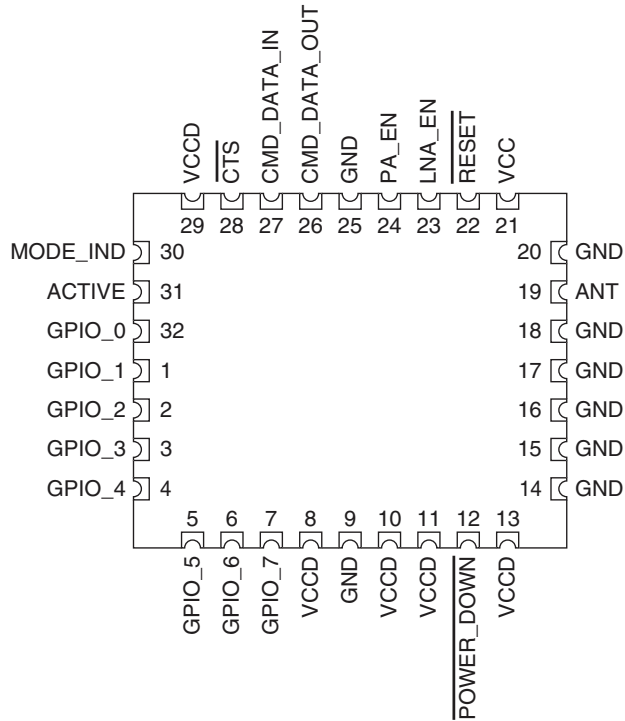 VCCD
C̅T̅S̅
CMD_DATA_IN
CMD_DATA_OUT
GND
PA_EN
LNA_EN
R̅E̅S̅E̅T̅
VCC
29 28 27 26 25 24 23 22 21
MODE_IND 30 20 GND
ACTIVE 31 19 ANT
GPIO_0 32 18 GND
GPIO_1 1 17 GND
GPIO_2 2 16 GND
GPIO_3 3 15 GND
GPIO_4 4 14 GND
5 6 7 8 9 10 11 12 13
GPIO_5
GPIO_6
GPIO_7
VCCD
GND
VCCD
VCCD
P̅O̅W̅E̅R̅_̅D̅O̅W̅N̅
VCCD